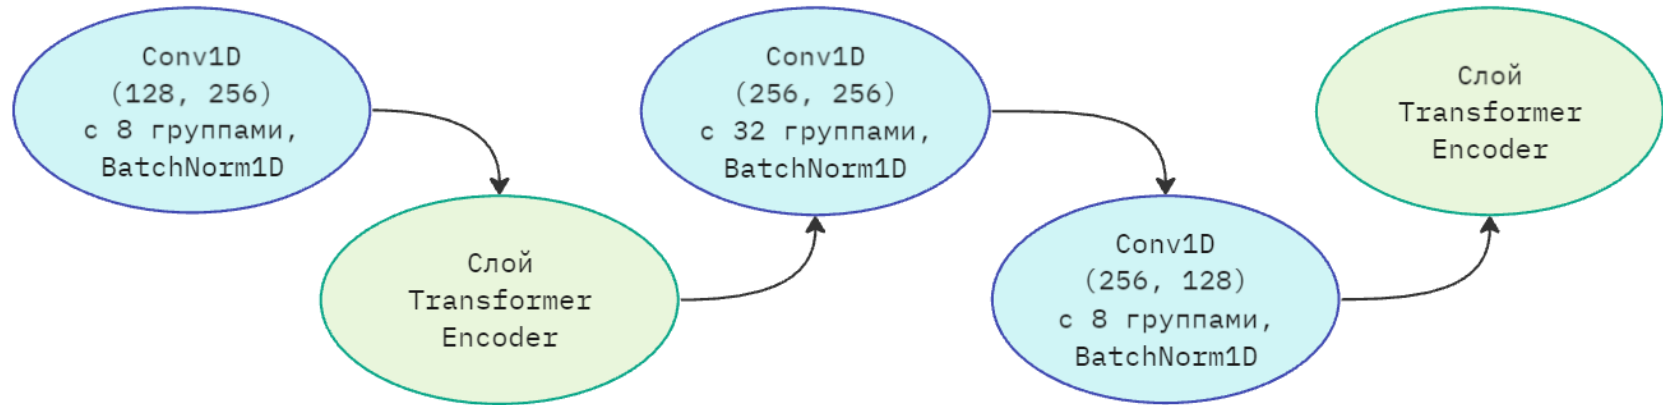 Conv1D
(128, 256)
с 8 группами,
BatchNorm1D
Слой
Transformer
Encoder
Conv1D
(256, 256)
с 32 группами,
BatchNorm1D
Conv1D
(256, 128)
с 8 группами,
BatchNorm1D
Слой
Transformer
Encoder